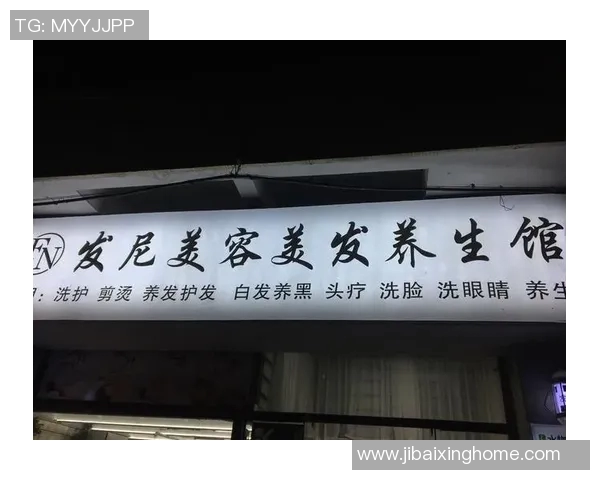 TG: MYYJJPP
FN 发尼美容美发养生馆
：洗护 剪烫 养发护发 白发养黑 头疗 洗脸 洗眼睛 养生
www.jibaixinghome.com